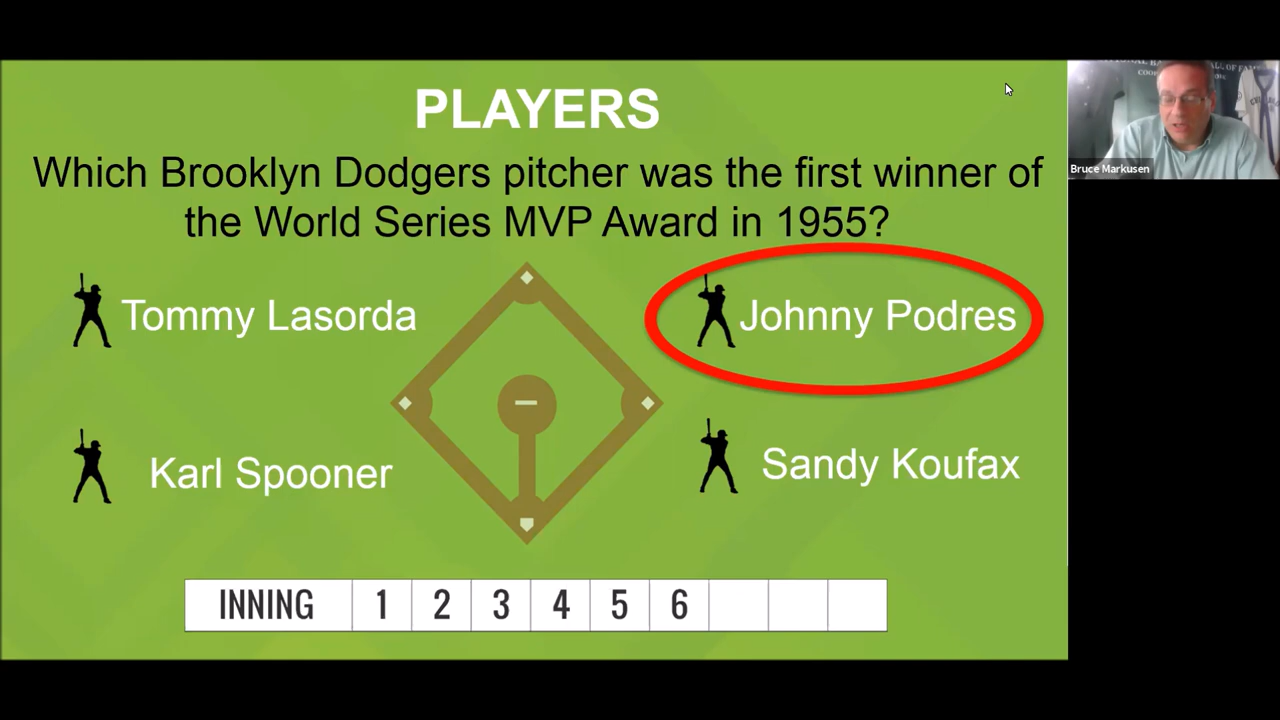 PLAYERS
Which Brooklyn Dodgers pitcher was the first winner of
the World Series MVP Award in 1955?
Tommy Lasorda
Johnny Podres
Karl Spooner
Sandy Koufax
INNING 1 2 3 4 5 6
Bruce Markusen